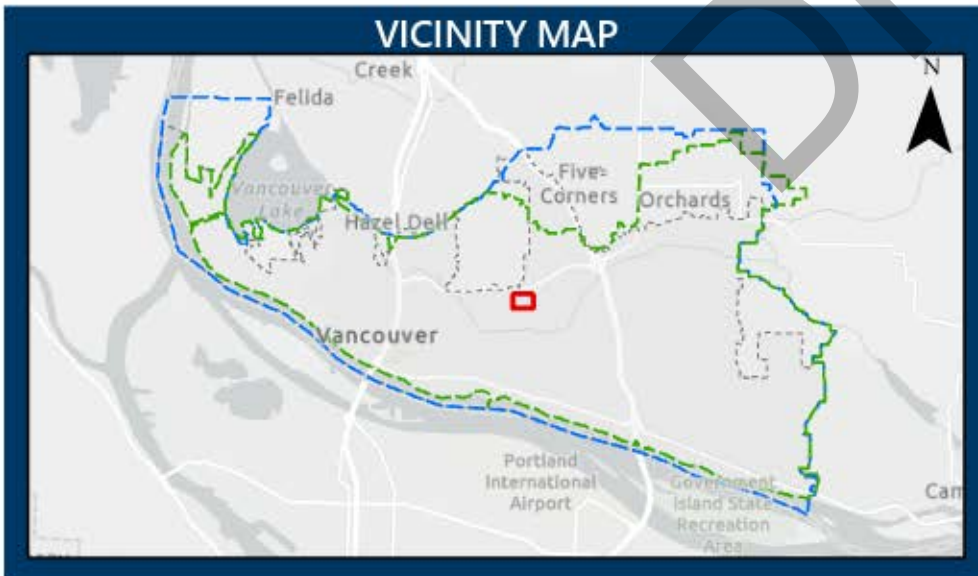 VICINITY MAP
Creek
N
Felida
Vancouver
Lake
Five
Corners
Orchards
Hazel Dell
Vancouver
Portland
International
Airport
Government
Island State
Recreation
Area
Cam